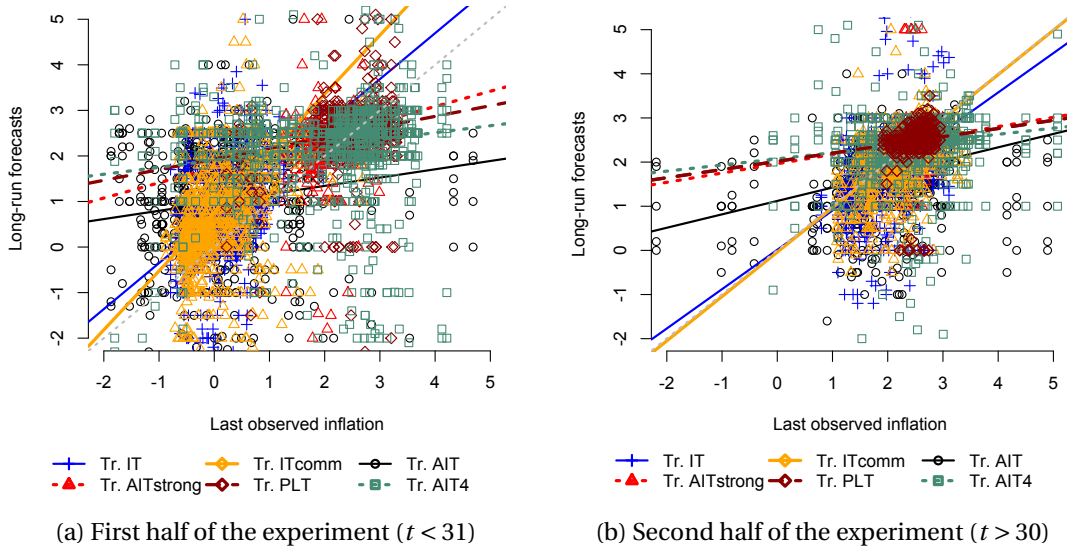 5
4
3
2
1
0
-1
-2
Long-run forecasts
-2 -1 0 1 2 3 4 5
Last observed inflation
Tr. IT Tr. ITcomm Tr. AIT
Tr. AITstrong Tr. PLT Tr. AIT4
(a) First half of the experiment (t < 31)
5
4
3
2
1
0
-1
-2
Long-run forecasts
-2 -1 0 1 2 3 4 5
Last observed inflation
Tr. IT Tr. ITcomm Tr. AIT
Tr. AITstrong Tr. PLT Tr. AIT4
(b) Second half of the experiment (t > 30)